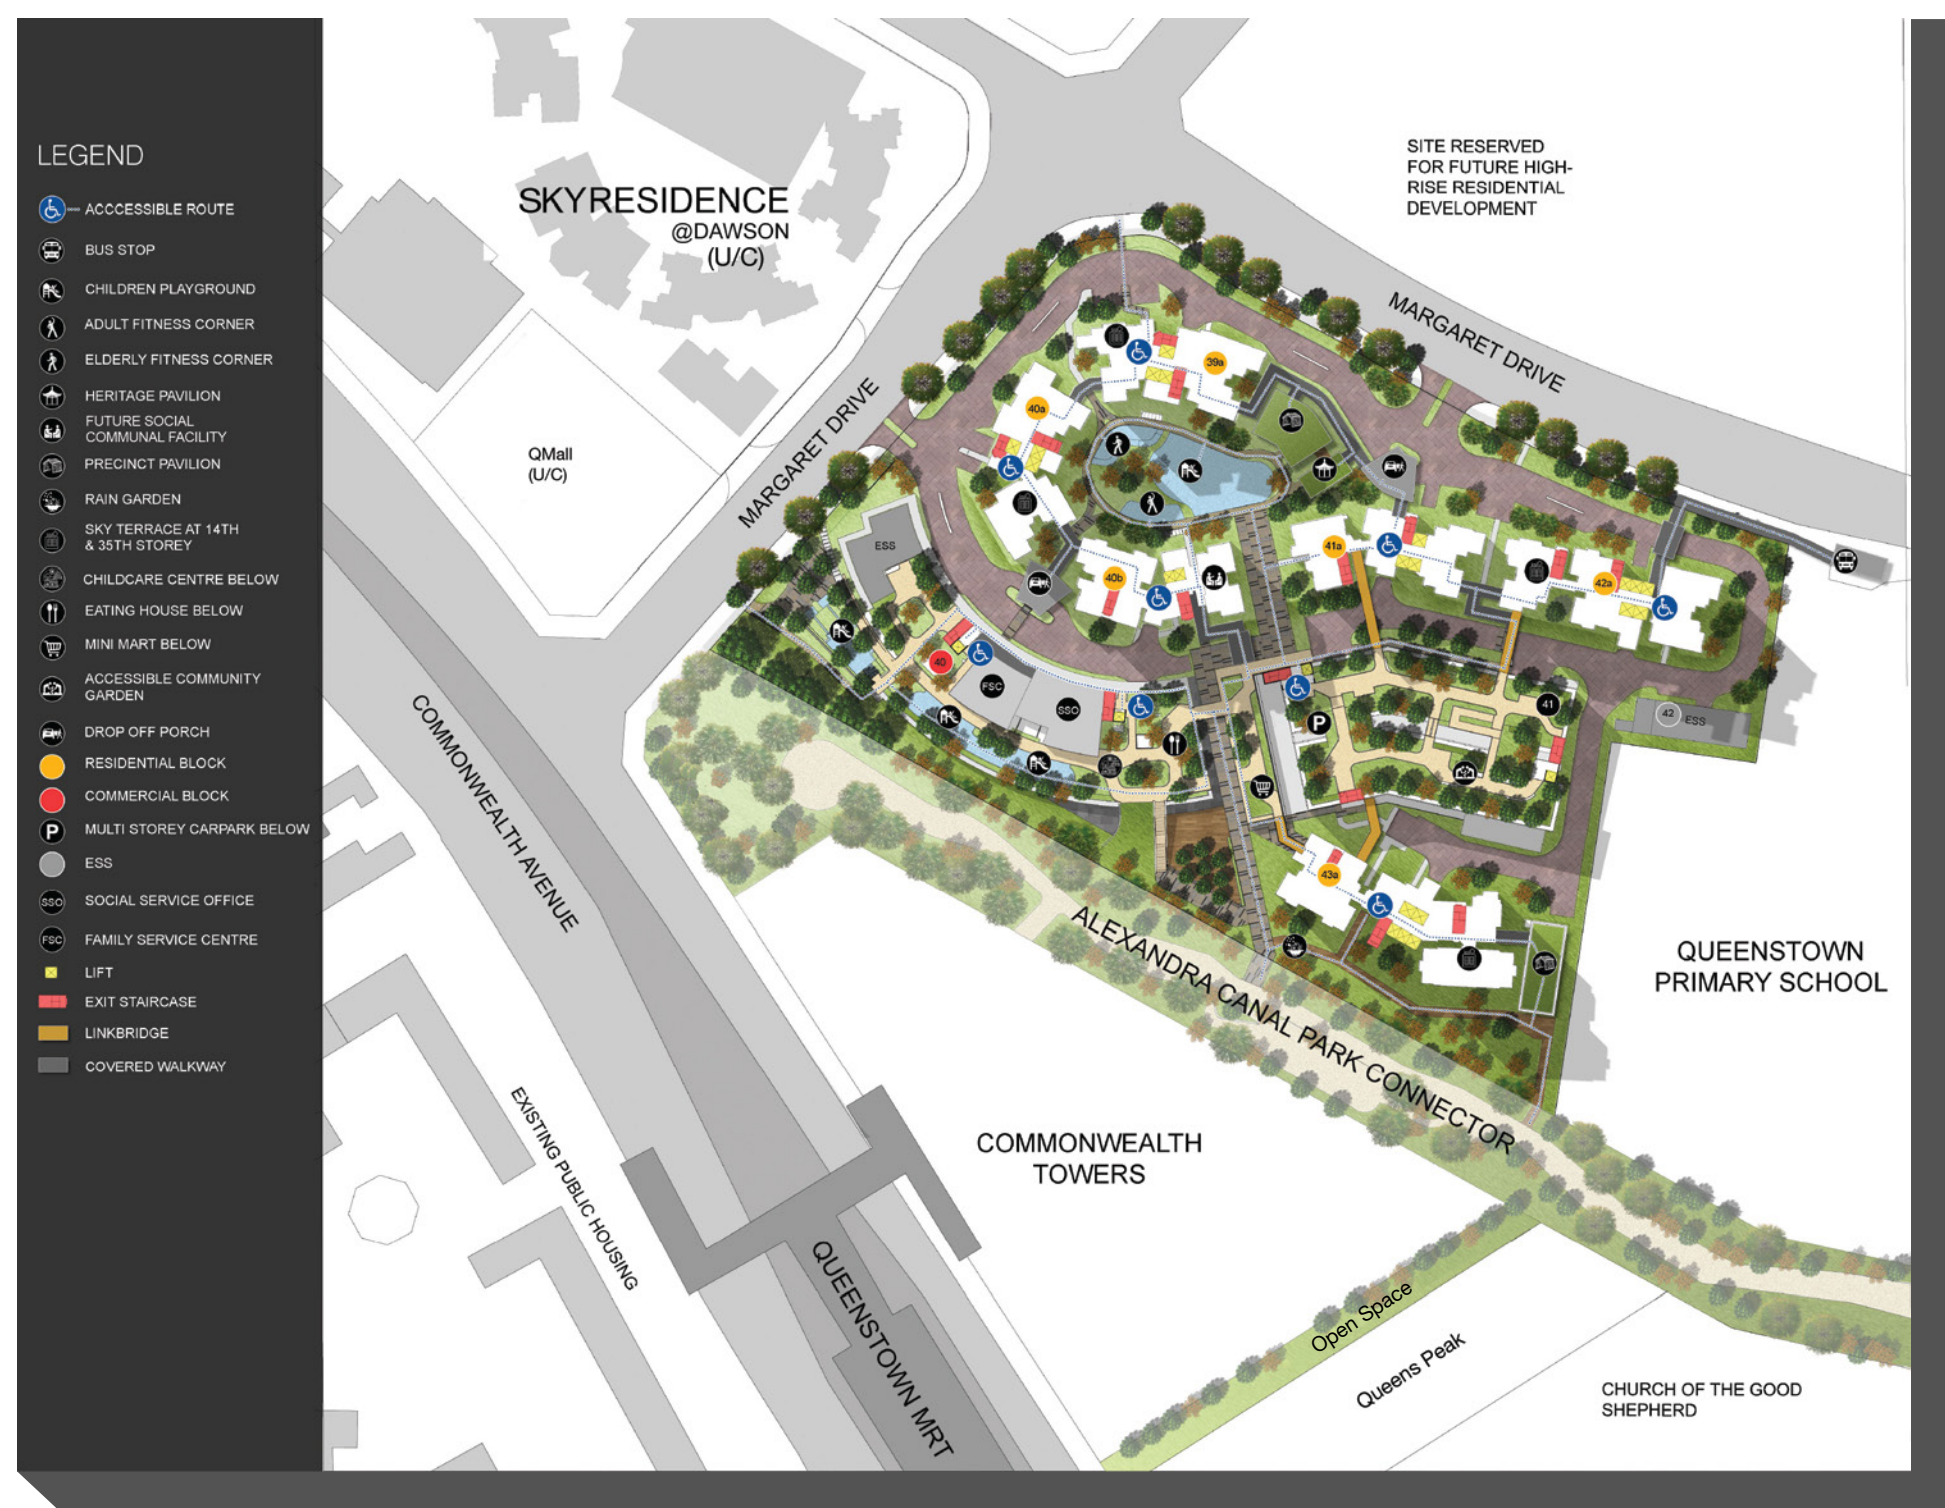 LEGEND
ACCCESSIBLE ROUTE
BUS STOP
CHILDREN PLAYGROUND
ADULT FITNESS CORNER
ELDERLY FITNESS CORNER
HERITAGE PAVILION
FUTURE SOCIAL
COMMUNAL FACILITY
PRECINCT PAVILION
RAIN GARDEN
SKY TERRACE AT 14TH
& 35TH STOREY
CHILDCARE CENTRE BELOW
EATING HOUSE BELOW
MINI MART BELOW
ACCESSIBLE COMMUNITY
GARDEN
DROP OFF PORCH
RESIDENTIAL BLOCK
COMMERCIAL BLOCK
P MULTI STOREY CARPARK BELOW
ESS
SSO SOCIAL SERVICE OFFICE
FSC FAMILY SERVICE CENTRE
LIFT
EXIT STAIRCASE
LINKBRIDGE
COVERED WALKWAY
SKYRESIDENCE
@DAWSON
(U/C)
SITE RESERVED
FOR FUTURE HIGH-
RISE RESIDENTIAL
DEVELOPMENT
MARGARET DRIVE
MARGARET DRIVE
QMall
(U/C)
39a
40a
40b
41a
42a
ESS
40
FSC
SSO
P
41
42
ESS
43a
COMMONWEALTH AVENUE
ALEXANDRA CANAL PARK CONNECTOR
QUEENSTOWN
PRIMARY SCHOOL
EXISTING PUBLIC HOUSING
COMMONWEALTH
TOWERS
QUEENSTOWN MRT
Open Space
Queens Peak
CHURCH OF THE GOOD
SHEPHERD